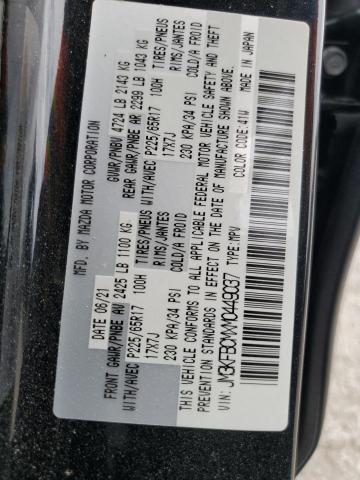 MFD. BY MAZDA MOTOR CORPORATION
DATE 06/21 GVWR/PNBV 4724 LB 2143 KG
FRONT GAWR/PNBE AV 2425 LB 1100 KG REAR GAWR/PNBE AR 2299 LB 1043 KG
WITH/AVEC P225/65R17 100H TIRES/PNEUS WITH/AVEC P225/65R17 100H TIRES/PNEUS
17X7J RIMS/JANTES 17X7J RIMS/JANTES
230 KPA/34 PSI COLD/A FROID 230 KPA/34 PSI COLD/A FROID
THIS VEHICLE CONFORMS TO ALL APPLICABLE FEDERAL MOTOR VEHICLE SAFETY AND THEFT
PREVENTION STANDARDS IN EFFECT ON THE DATE OF MANUFACTURE SHOWN ABOVE.
VIN: TYPE: MPV COLOR CODE: 41W MADE IN JAPAN